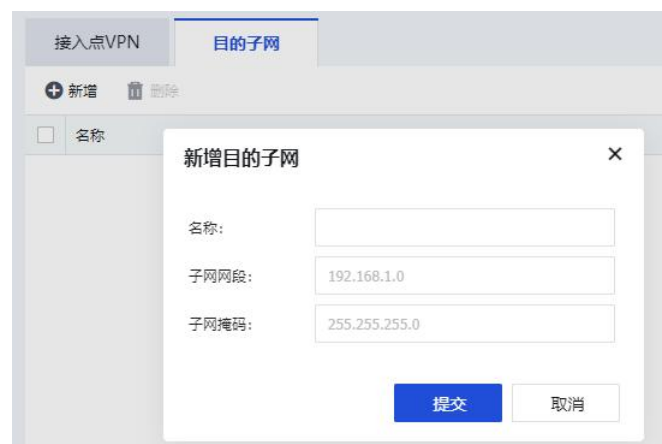 接入点VPN 目的子网
新增 删除
名称
新增目的子网
名称:
子网网段: 192.168.1.0
子网掩码: 255.255.255.0
提交 取消